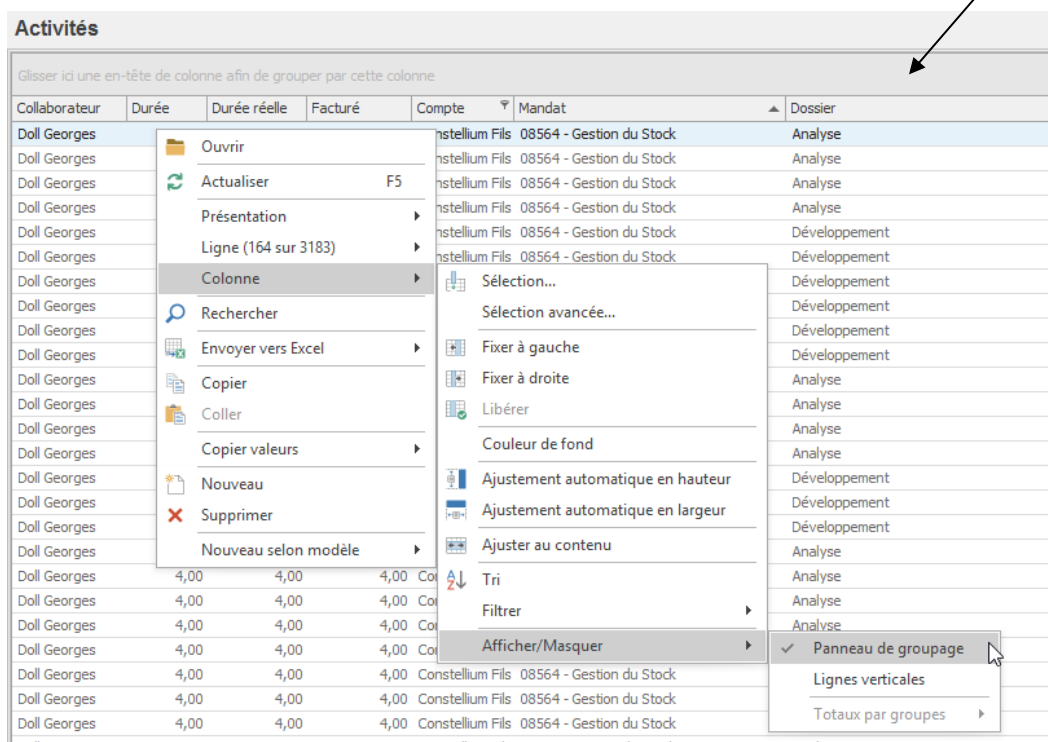 Activités
Glisser ici une en-tête de colonne afin de grouper par cette colonne
Collaborateur Durée Durée réelle Facturé Compte Mandat Dossier
Doll Georges nstellium Fils 08564 - Gestion du Stock Analyse
Doll Georges nstellium Fils 08564 - Gestion du Stock Analyse
Doll Georges nstellium Fils 08564 - Gestion du Stock Analyse
Doll Georges nstellium Fils 08564 - Gestion du Stock Analyse
Doll Georges nstellium Fils 08564 - Gestion du Stock Développement
Doll Georges nstellium Fils 08564 - Gestion du Stock Développement
Doll Georges Développement
Doll Georges Développement
Doll Georges Développement
Doll Georges Développement
Doll Georges Analyse
Doll Georges Analyse
Doll Georges Analyse
Doll Georges Analyse
Doll Georges Développement
Doll Georges Développement
Doll Georges Développement
Doll Georges Analyse
Doll Georges 4,00 4,00 4,00 Analyse
Doll Georges 4,00 4,00 4,00 Analyse
Doll Georges 4,00 4,00 4,00 Analyse
Doll Georges 4,00 4,00 4,00
Doll Georges 4,00 4,00 4,00 Constellium Fils 08564 - Gestion du Stock
Doll Georges 4,00 4,00 4,00 Constellium Fils 08564 - Gestion du Stock
Doll Georges 4,00 4,00 4,00 Constellium Fils 08564 - Gestion du Stock
Ouvrir
Actualiser F5
Présentation
Ligne (164 sur 3183)
Colonne
Rechercher
Envoyer vers Excel
Copier
Coller
Copier valeurs
Nouveau
Supprimer
Nouveau selon modèle
Sélection...
Sélection avancée...
Fixer à gauche
Fixer à droite
Libérer
Couleur de fond
Ajustement automatique en hauteur
Ajustement automatique en largeur
Ajuster au contenu
Tri
Filtrer
Afficher/Masquer
Panneau de groupage
Lignes verticales
Totaux par groupes